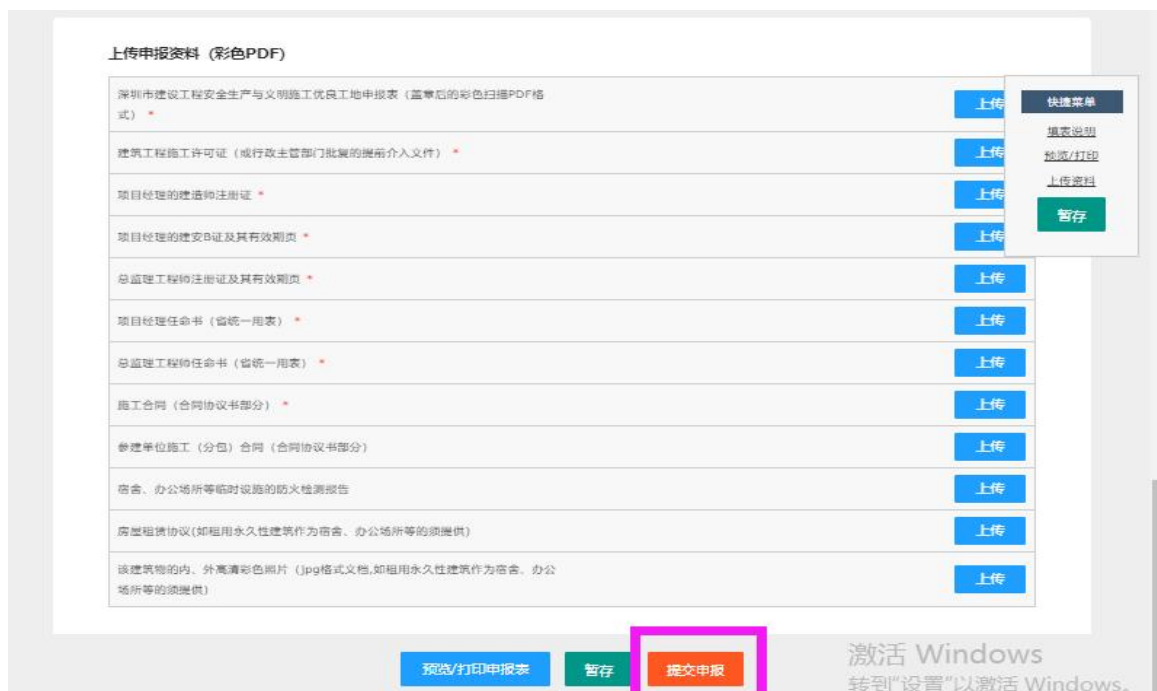 上传申报资料（彩色PDF）
深圳市建设工程安全生产与文明施工优良工地申报表（盖章后的彩色扫描PDF格
式） *
上传
建筑工程施工许可证（或行政主管部门批复的提前介入文件） *
上传
项目经理的建造师注册证 *
上传
项目经理的建安B证及其有效期页 *
上传
总监理工程师注册证及其有效期页 *
上传
项目经理任命书（省统一用表） *
上传
总监理工程师任命书（省统一用表） *
上传
施工合同（合同协议书部分） *
上传
参建单位施工（分包）合同（合同协议书部分）
上传
宿舍、办公场所等临时设施的防火检测报告
上传
房屋租赁协议(如租用永久性建筑作为宿舍、办公场所等的须提供)
上传
该建筑物的内、外高清彩色照片（jpg格式文档,如租用永久性建筑作为宿舍、办公
场所等的须提供）
上传
快捷菜单
填表说明
预览/打印
上传资料
暂存
预览/打印申报表
暂存
提交申报
激活 Windows
转到"设置"以激活 Windows。